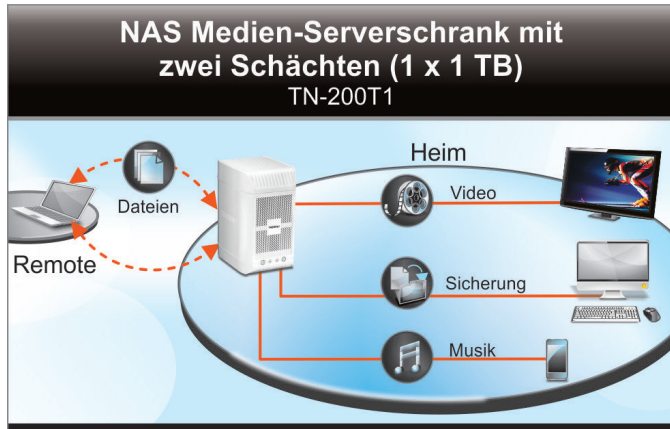 NAS Medien-Serverschrank mit
zwei Schächten (1 x 1 TB)
TN-200T1
Heim
Dateien
Video
Remote
Sicherung
Musik